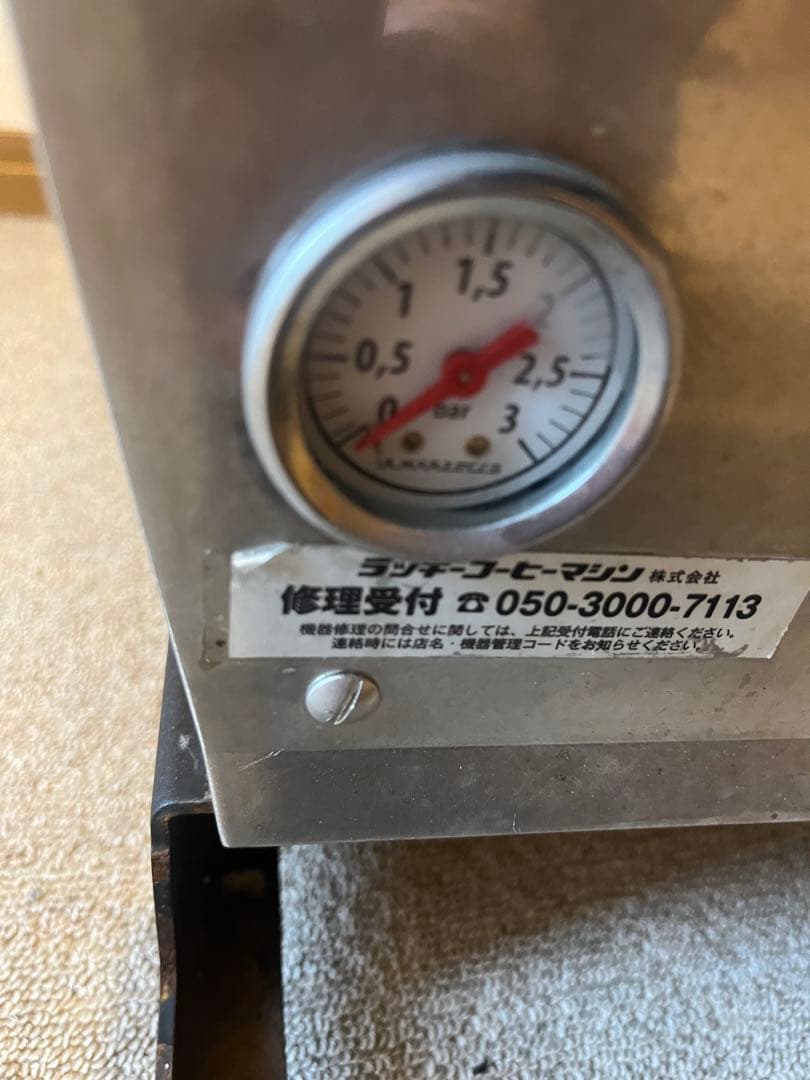 1,5
1
2
0,5
2,5
0
bar
3
LA MARZOCCO
ラッキーコーヒーマシン 株式会社
修理受付 ☎ 050-3000-7113
機器修理の問合せに関しては、上記受付電話にご連絡ください。
連絡時には店名・機器管理コードをお知らせください。